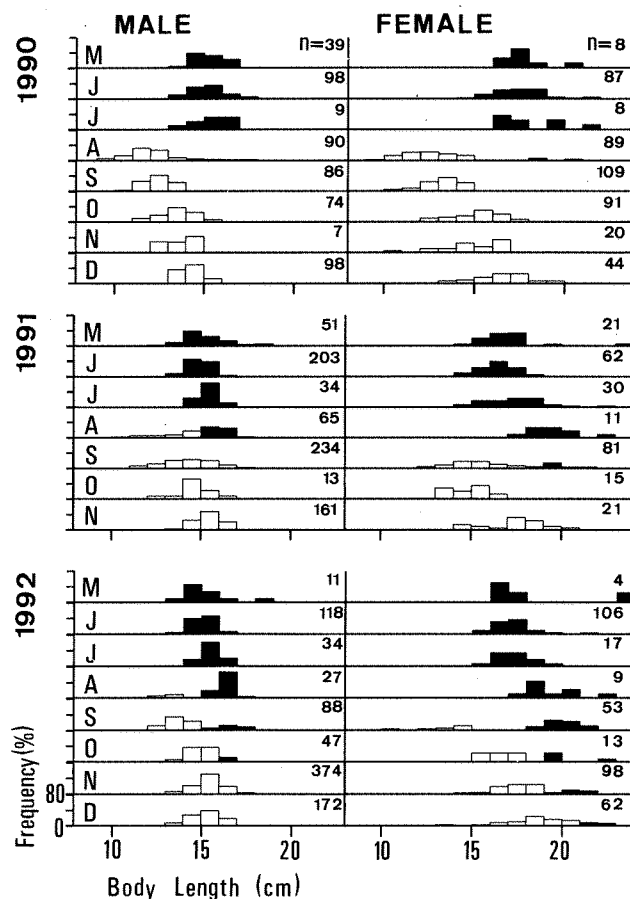 MALE FEMALE
1990
M n=39 n=8
J 98 87
J 9 8
A 90 89
S 86 109
O 74 91
N 7 20
D 98 44
1991
M 51 21
J 203 62
J 34 30
A 65 11
S 234 81
O 13 15
N 161 21
1992
M 11 4
J 118 106
J 34 17
A 27 9
S 88 53
O 47 13
N 374 98
D 172 62
Frequency(%)
80
0
10 15 20 10 15 20
Body Length (cm)